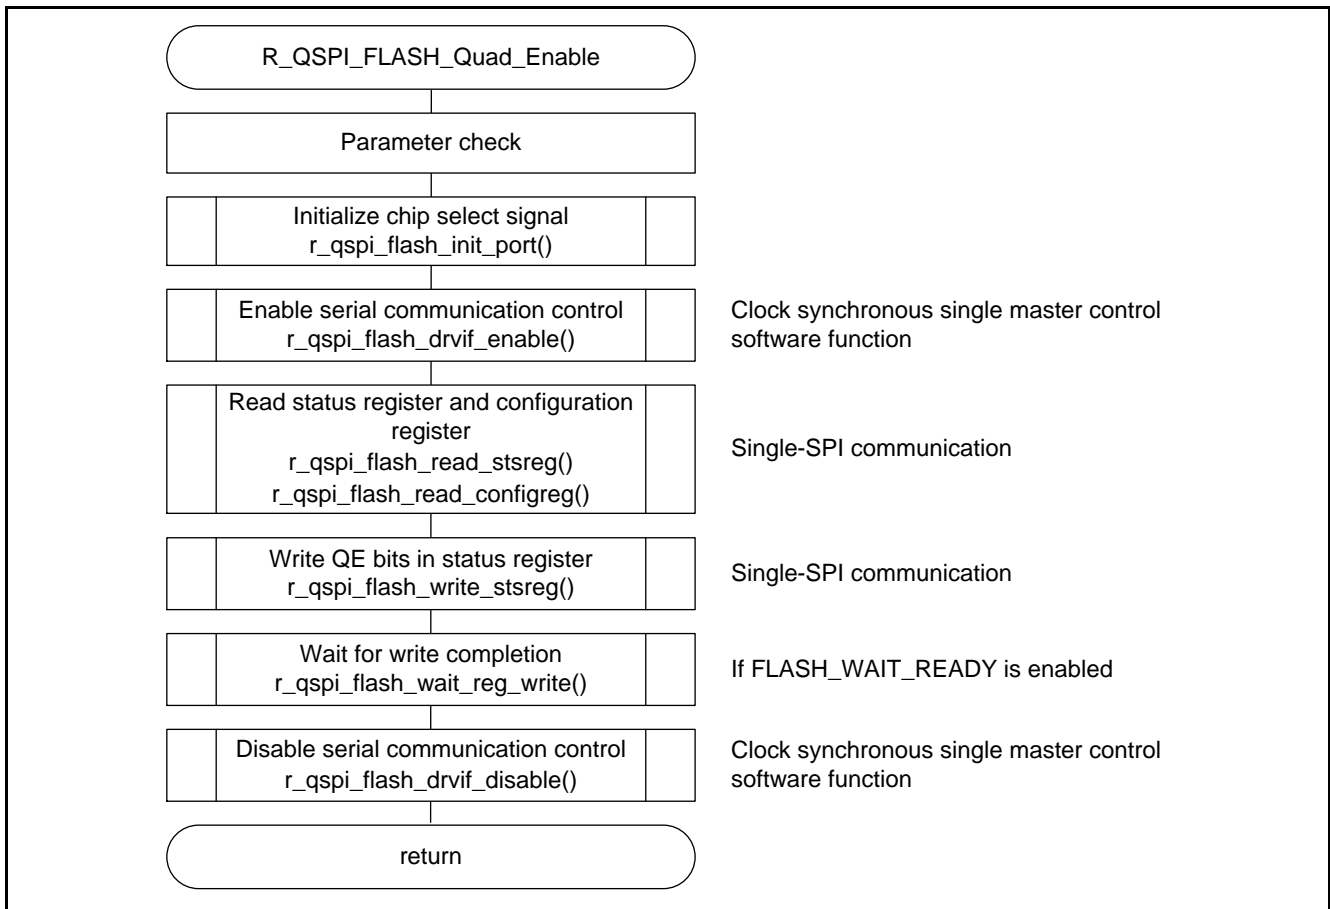 R_QSPI_FLASH_Quad_Enable
Parameter check
Initialize chip select signal
r_qspi_flash_init_port()
Enable serial communication control
r_qspi_flash_drvif_enable()
Clock synchronous single master control
software function
Read status register and configuration
register
r_qspi_flash_read_stsreg()
r_qspi_flash_read_configreg()
Single-SPI communication
Write QE bits in status register
r_qspi_flash_write_stsreg()
Single-SPI communication
Wait for write completion
r_qspi_flash_wait_reg_write()
If FLASH_WAIT_READY is enabled
Disable serial communication control
r_qspi_flash_drvif_disable()
Clock synchronous single master control
software function
return